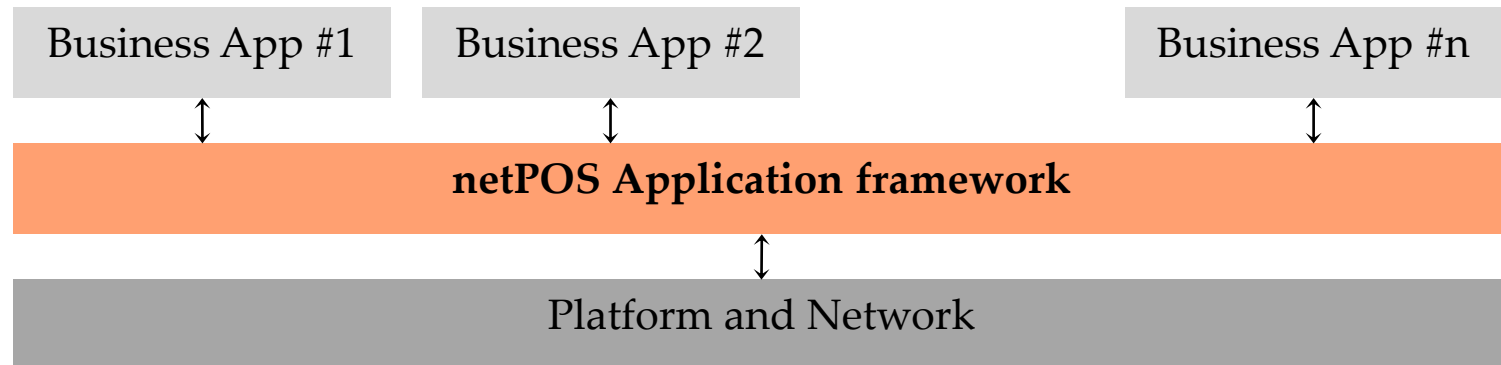 Business App #1
Business App #2
Business App #n
netPOS Application framework
Platform and Network